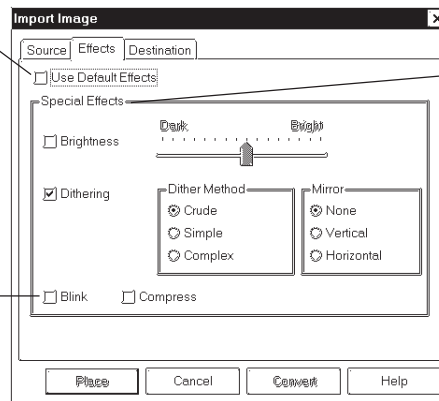 Import Image
Source Effects Destination
Use Default Effects
Special Effects
Dark Bright
Brightness
Dithering
Dither Method
Mirror
Crude
None
Simple
Vertical
Complex
Horizontal
Blink Compress
Place Cancel Convert Help